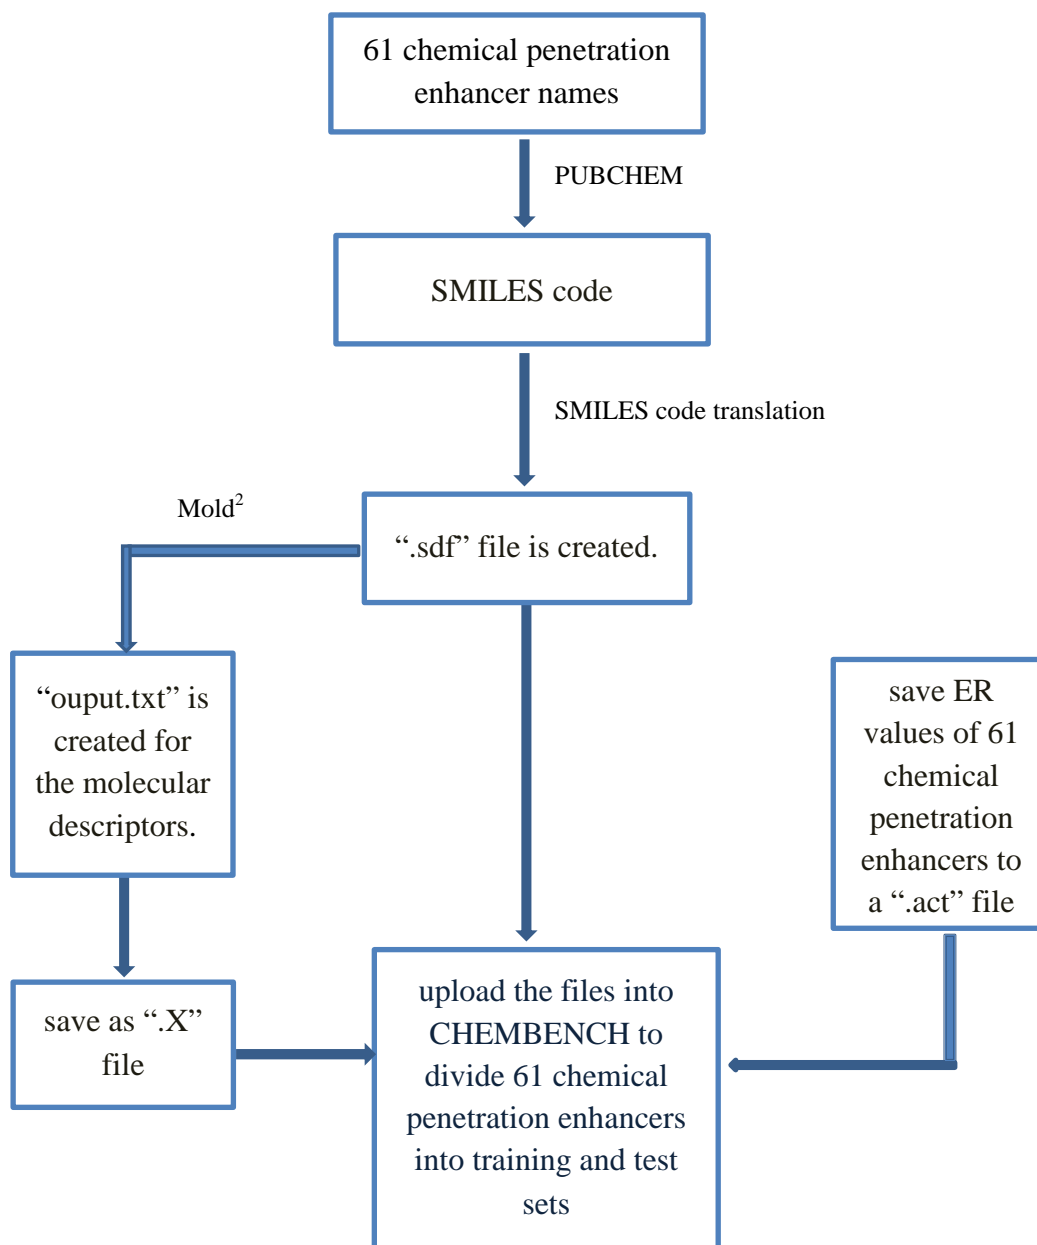 61 chemical penetration
enhancer names
PUBCHEM
SMILES code
SMILES code translation
Mold²
“.sdf” file is created.
“ouput.txt” is
created for
the molecular
descriptors.
save ER
values of 61
chemical
penetration
enhancers to
a “.act” file
save as “.X”
file
upload the files into
CHEMBENCH to
divide 61 chemical
penetration enhancers
into training and test
sets